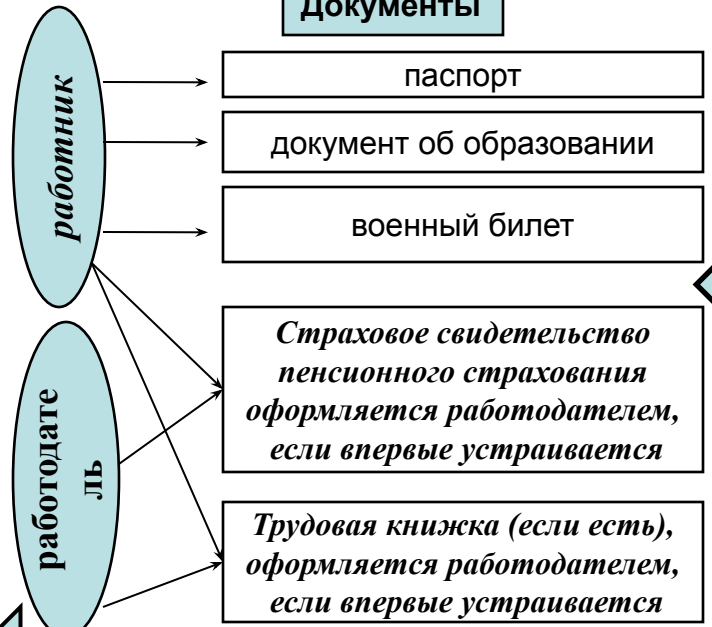 Документы
работник
паспорт
документ об образовании
военный билет
Страховое свидетельство
пенсионного страхования
оформляется работодателем,
если впервые устраивается
работодате
ль
Трудовая книжка (если есть),
оформляется работодателем,
если впервые устраивается